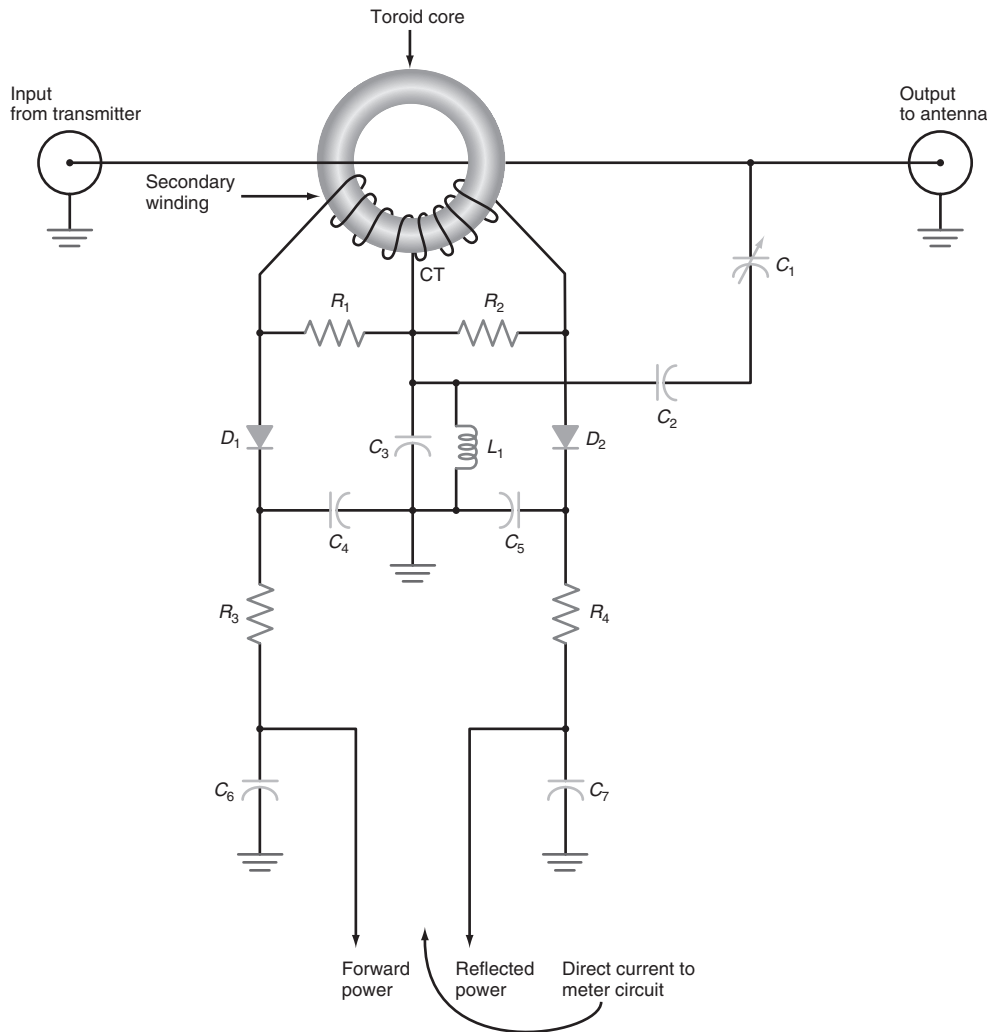 Toroid core
Input
from transmitter
Output
to antenna
Secondary
winding
CT
C1
R1
R2
C2
D1
C3
L1
D2
C4
C5
R3
R4
C6
C7
Forward
power
Reflected
power
Direct current to
meter circuit